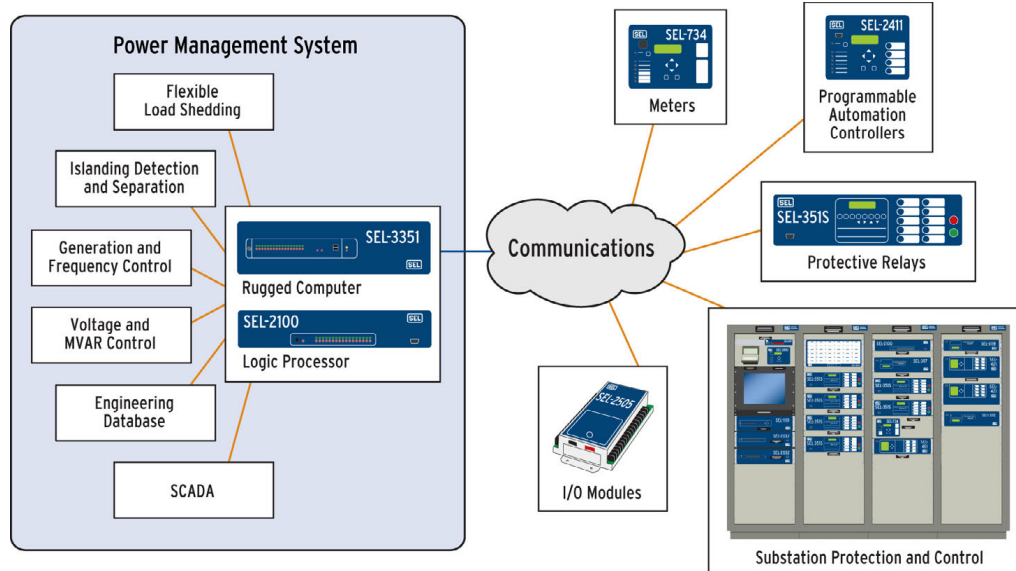 Power Management System
Flexible
Load Shedding
Islanding Detection
and Separation
Generation and
Frequency Control
Voltage and
MVAR Control
Engineering
Database
SCADA
SEL-3351
SEL
Rugged Computer
SEL-2100
SEL
Logic Processor
Communications
SEL
SEL-734
Meters
SEL
SEL-2411
Programmable
Automation
Controllers
SEL
SEL-351S
Protective Relays
SEL-2505
I/O Modules
Substation Protection and Control